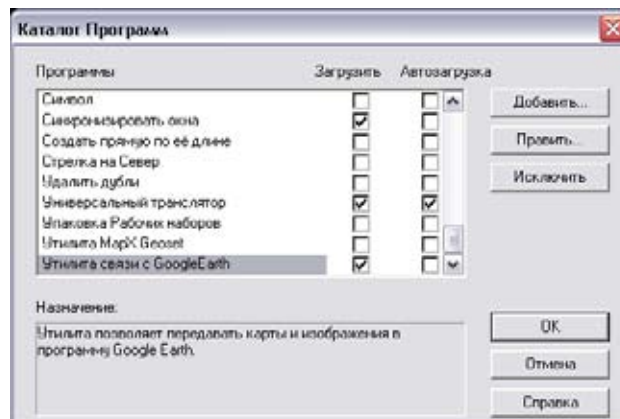 Каталог Программ
Программы Загрузить Автозагрузка
Символ
Синхронизировать окна
Создать прямую по её длине
Стрелка на Север
Удалить дубли
Универсальный транслятор
Упаковка Рабочих наборов
Утилита MapX Geoset
Утилита связи с GoogleEarth
Добавить...
Править...
Исключить
Назначение:
Утилита позволяет передавать карты и изображения в
программу Google Earth.
OK
Отмена
Справка